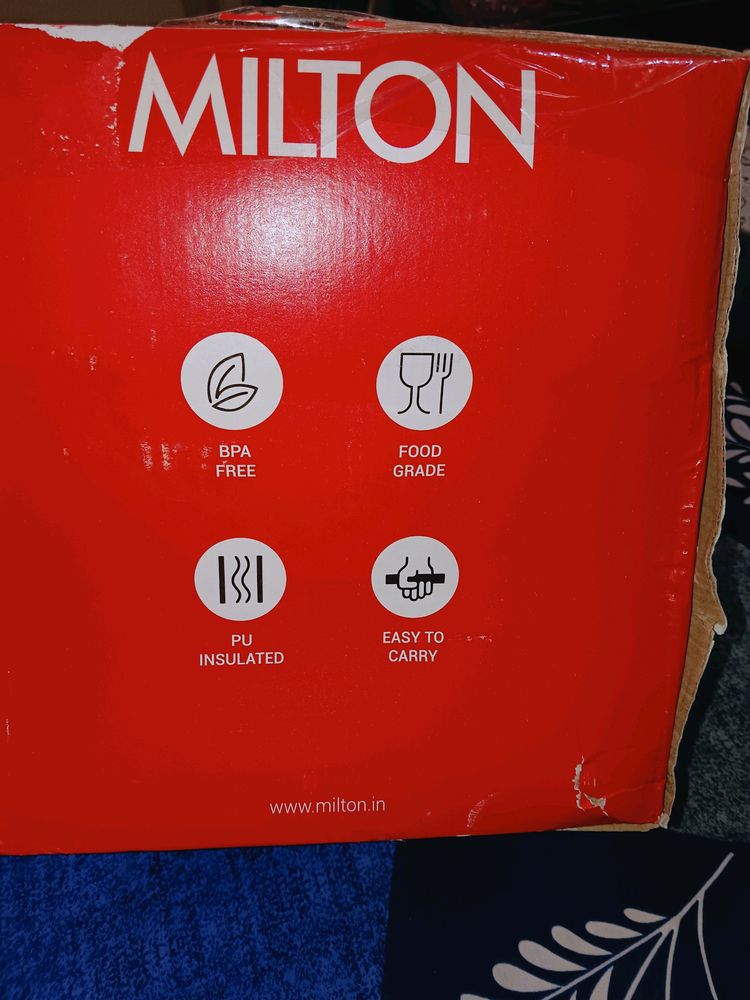 MILTON
BPA
FREE
FOOD
GRADE
PU
INSULATED
EASY TO
CARRY
www.milton.in